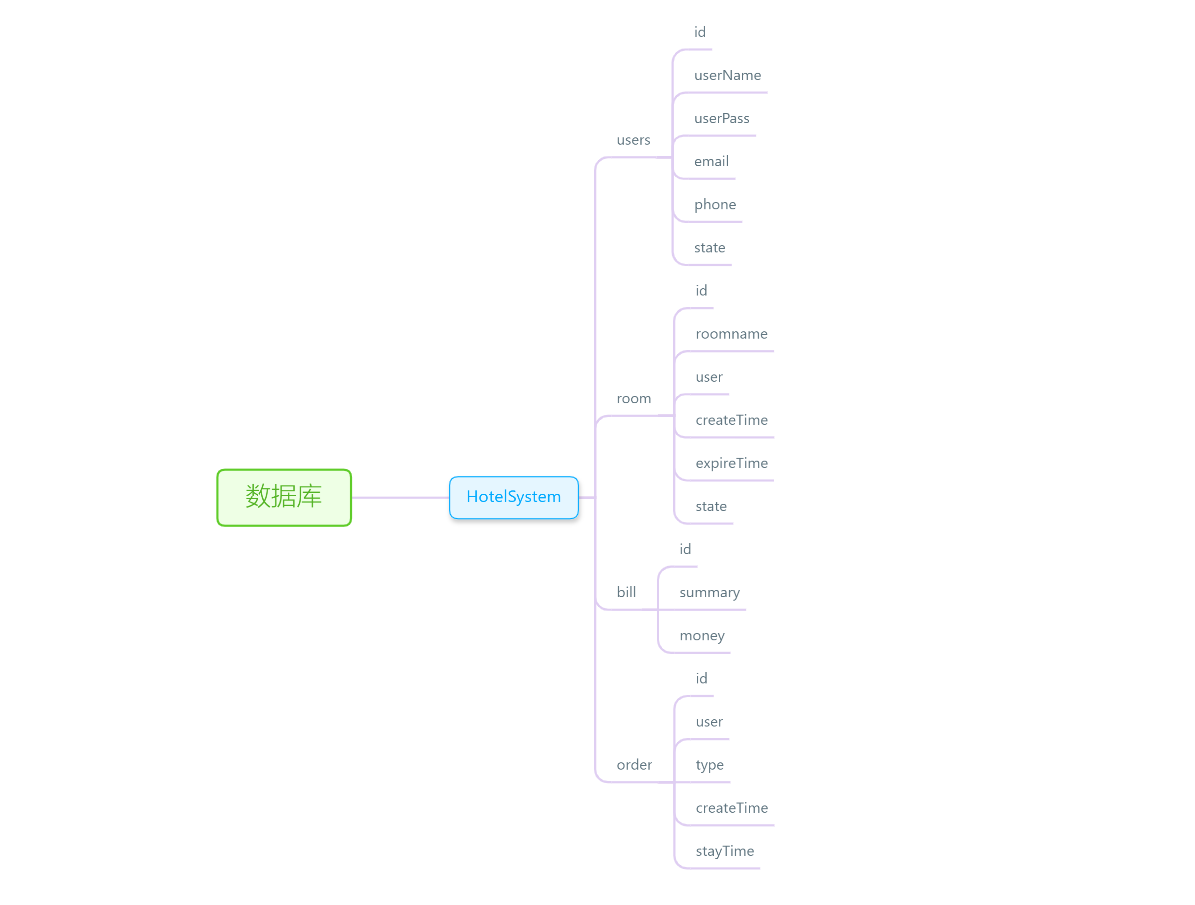 数据库
HotelSystem
users
id
userName
userPass
email
phone
state
room
id
roomname
user
createTime
expireTime
state
bill
id
summary
money
order
id
user
type
createTime
stayTime